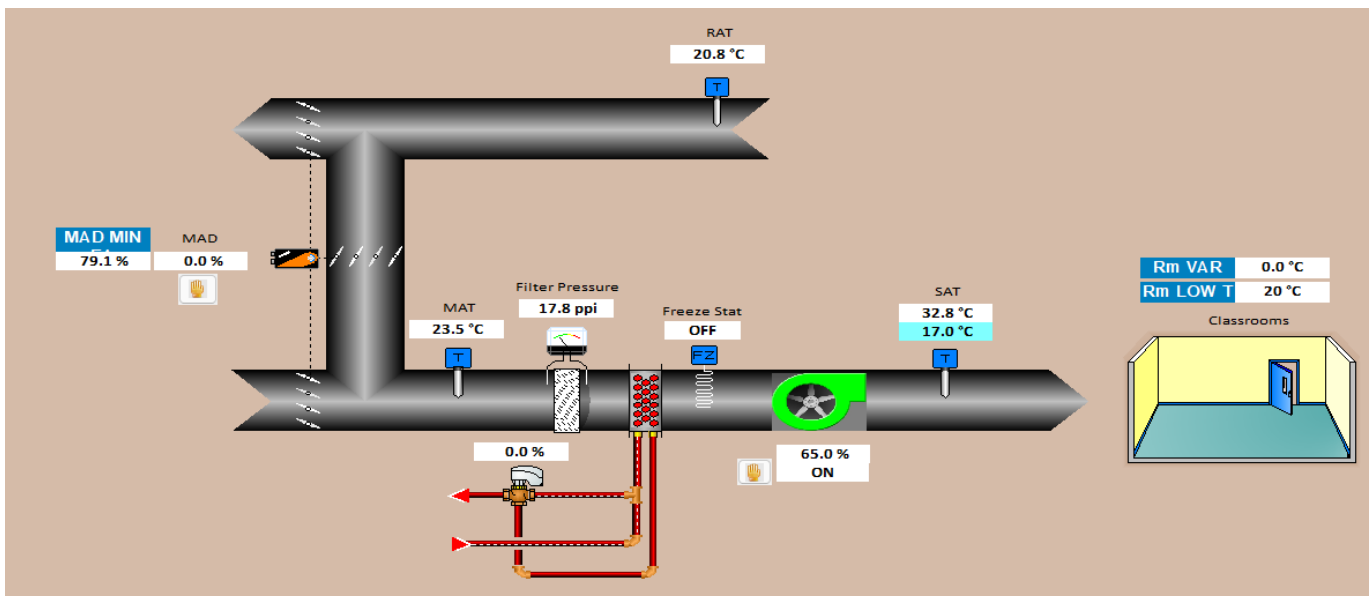 RAT
20.8 °C
T
MAD MIN
79.1 %
MAD
0.0 %
MAT
23.5 °C
T
Filter Pressure
17.8 ppi
Freeze Stat
OFF
FZ
SAT
32.8 °C
17.0 °C
T
Rm VAR
0.0 °C
Rm LOW T
20 °C
Classrooms
0.0 %
65.0 %
ON